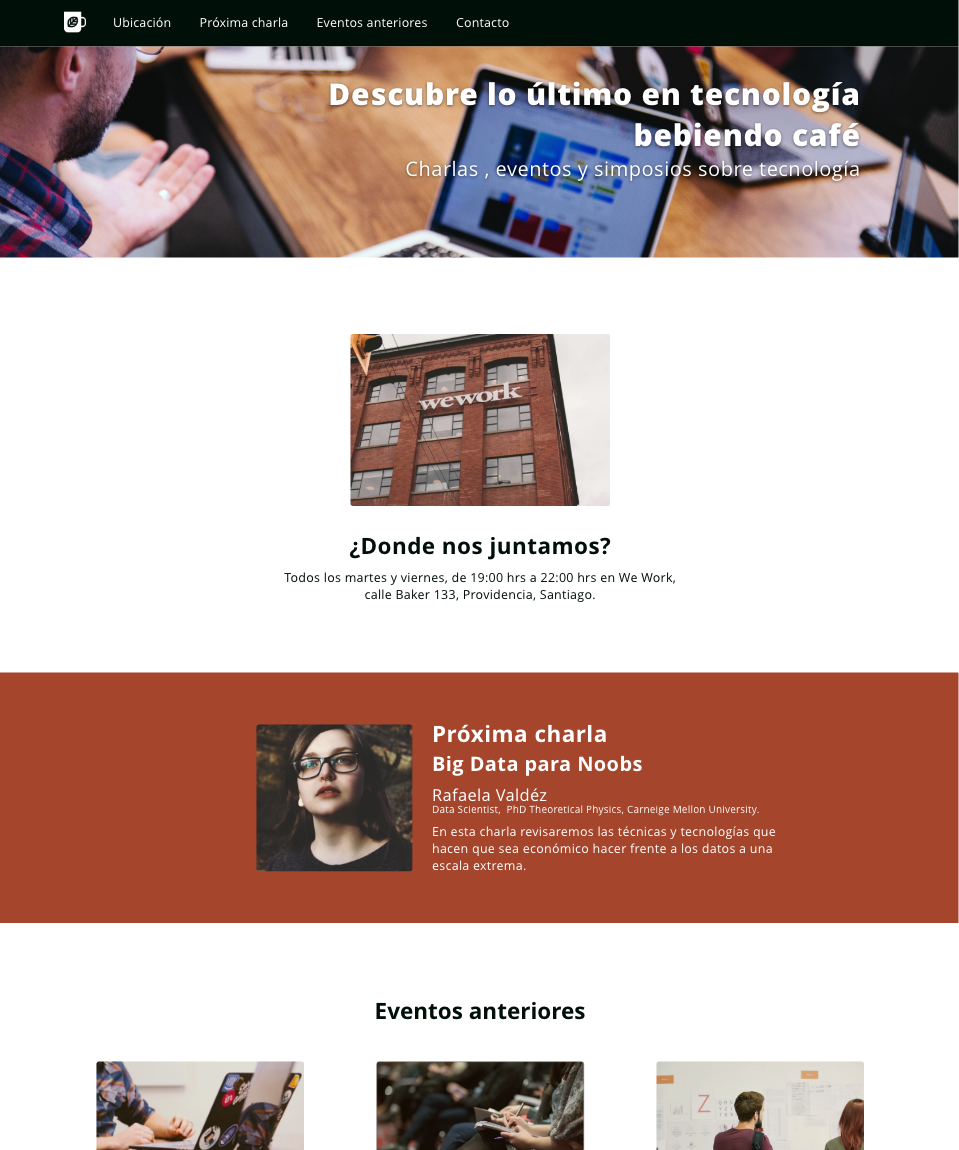 Ubicación Próxima charla Eventos anteriores Contacto
Descubre lo último en tecnología
bebiendo café
Charlas , eventos y simposios sobre tecnología
wework
¿Donde nos juntamos?
Todos los martes y viernes, de 19:00 hrs a 22:00 hrs en We Work,
calle Baker 133, Providencia, Santiago.
Próxima charla
Big Data para Noobs
Rafaela Valdéz
Data Scientist, PhD Theoretical Physics, Carneige Mellon University.
En esta charla revisaremos las técnicas y tecnologías que
hacen que sea económico hacer frente a los datos a una
escala extrema.
Eventos anteriores
Z